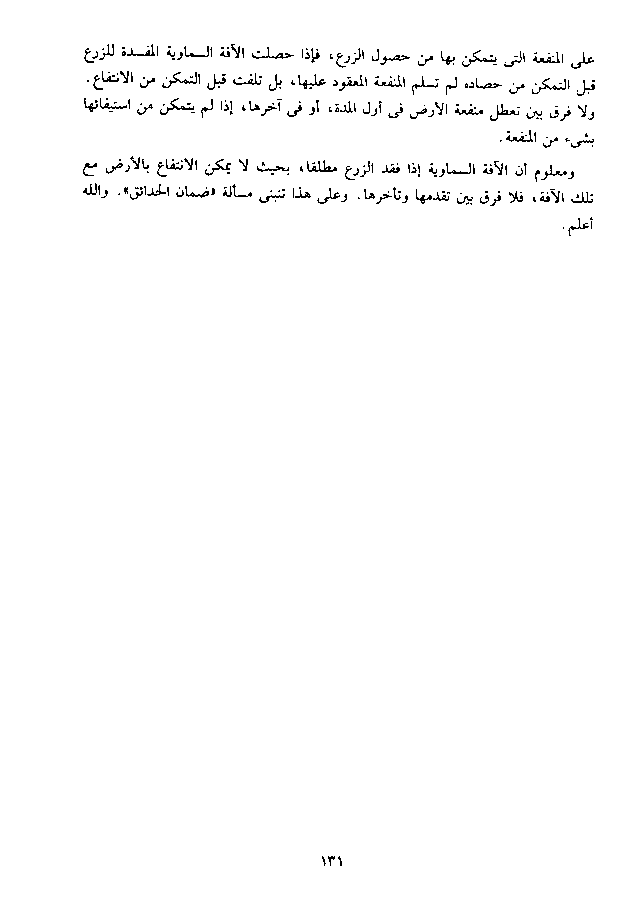 على المنفعة التى يتمكن بها من حصول الزرع، فإذا حصلت الآفة السماوية المفسدة للزرع
قبل التمكن من حصاده لم تسلم المنفعة المعقود عليها، بل تلفت قبل التمكن من الانتفاع.
ولا فرق بين تعطل منفعة الأرض فى أول المدة، أو فى آخرها، إذا لم يتمكن من استيفائها
بشىء من المنفعة.
ومعلوم أن الآفة السماوية إذا فقد الزرع مطلقا، بحيث لا يمكن الانتفاع بالأرض مع
تلك الآفة، فلا فرق بين تقدمها وتأخرها. وعلى هذا تنبنى مسألة «ضمان الحدائق». والله
أعلم.
١٣١